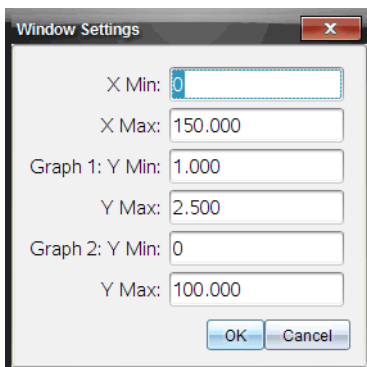 Window Settings
X Min: 0
X Max: 150.000
Graph 1: Y Min: 1.000
Y Max: 2.500
Graph 2: Y Min: 0
Y Max: 100.000
OK Cancel